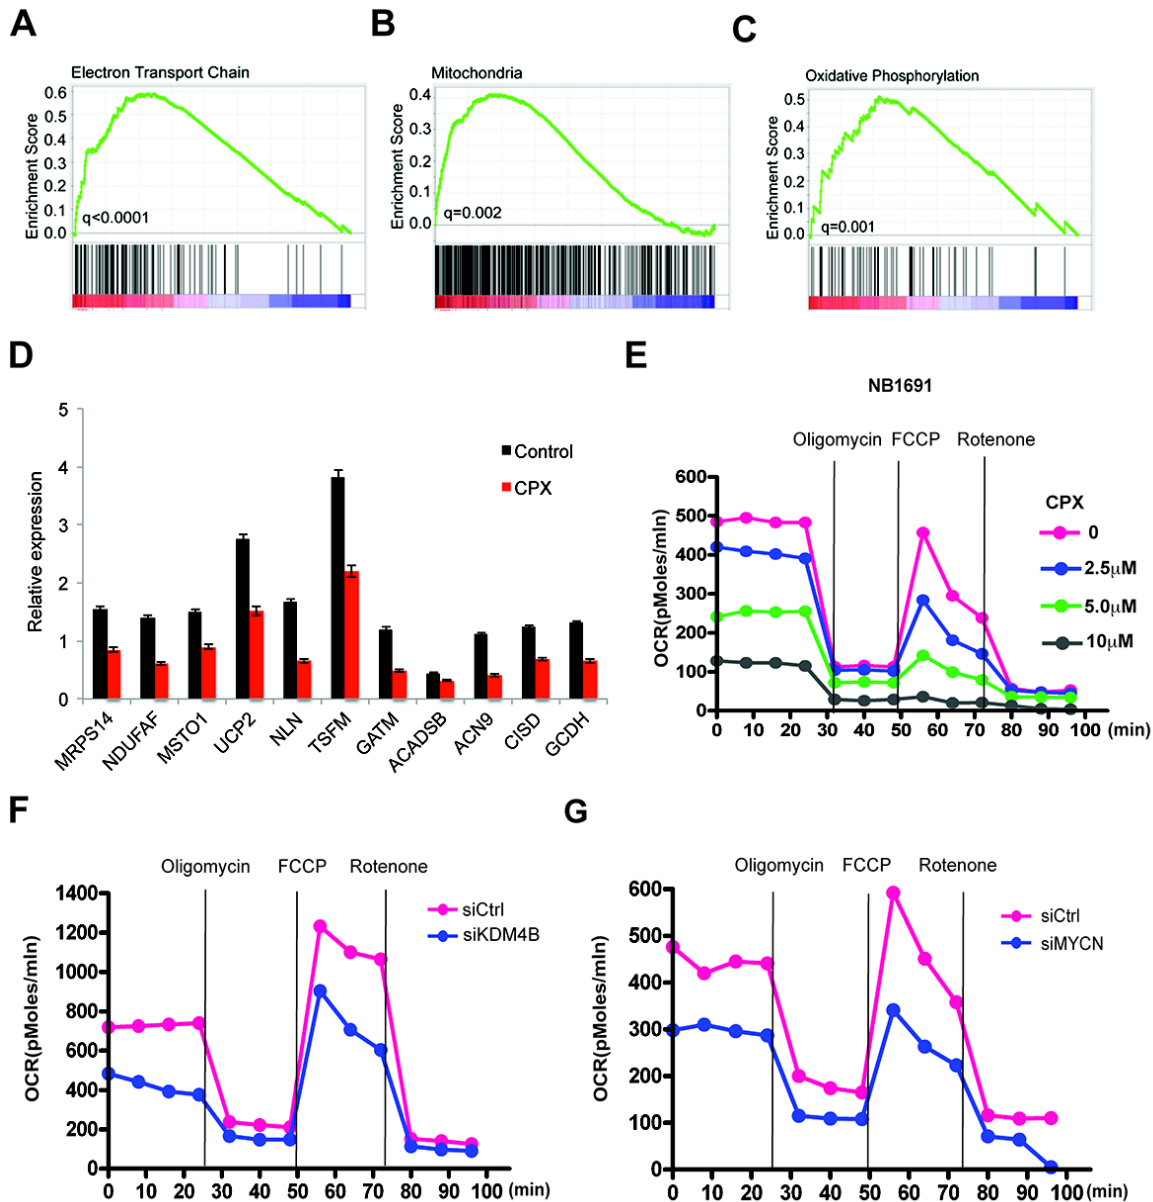 A
Electron Transport Chain
Enrichment Score
0.6
0.5
0.4
0.3
0.2
0.1
0.0
q<0.0001
B
Mitochondria
Enrichment Score
0.4
0.3
0.2
0.1
0.0
q=0.002
C
Oxidative Phosphorylation
Enrichment Score
0.5
0.4
0.3
0.2
0.1
0.0
q=0.001
D
Relative expression
5
4
3
2
1
0
Control
CPX
MRPS14
NDUFAF
MSTO1
UCP2
NLN
TSFM
GATM
ACADSB
ACN9
CISD
GCDH
E
NB1691
Oligomycin FCCP Rotenone
OCR(pMoles/mIn)
600
500
400
300
200
100
0
0 10 20 30 40 50 60 70 80 90 100 (min)
CPX
0
2.5µM
5.0µM
10µM
F
Oligomycin FCCP Rotenone
OCR(pMoles/mIn)
1400
1200
1000
800
600
400
200
0
0 10 20 30 40 50 60 70 80 90 100 (min)
siCtrl
siKDM4B
G
Oligomycin FCCP Rotenone
OCR(pMoles/mIn)
600
500
400
300
200
100
0
0 10 20 30 40 50 60 70 80 90 100 (min)
siCtrl
siMYCN